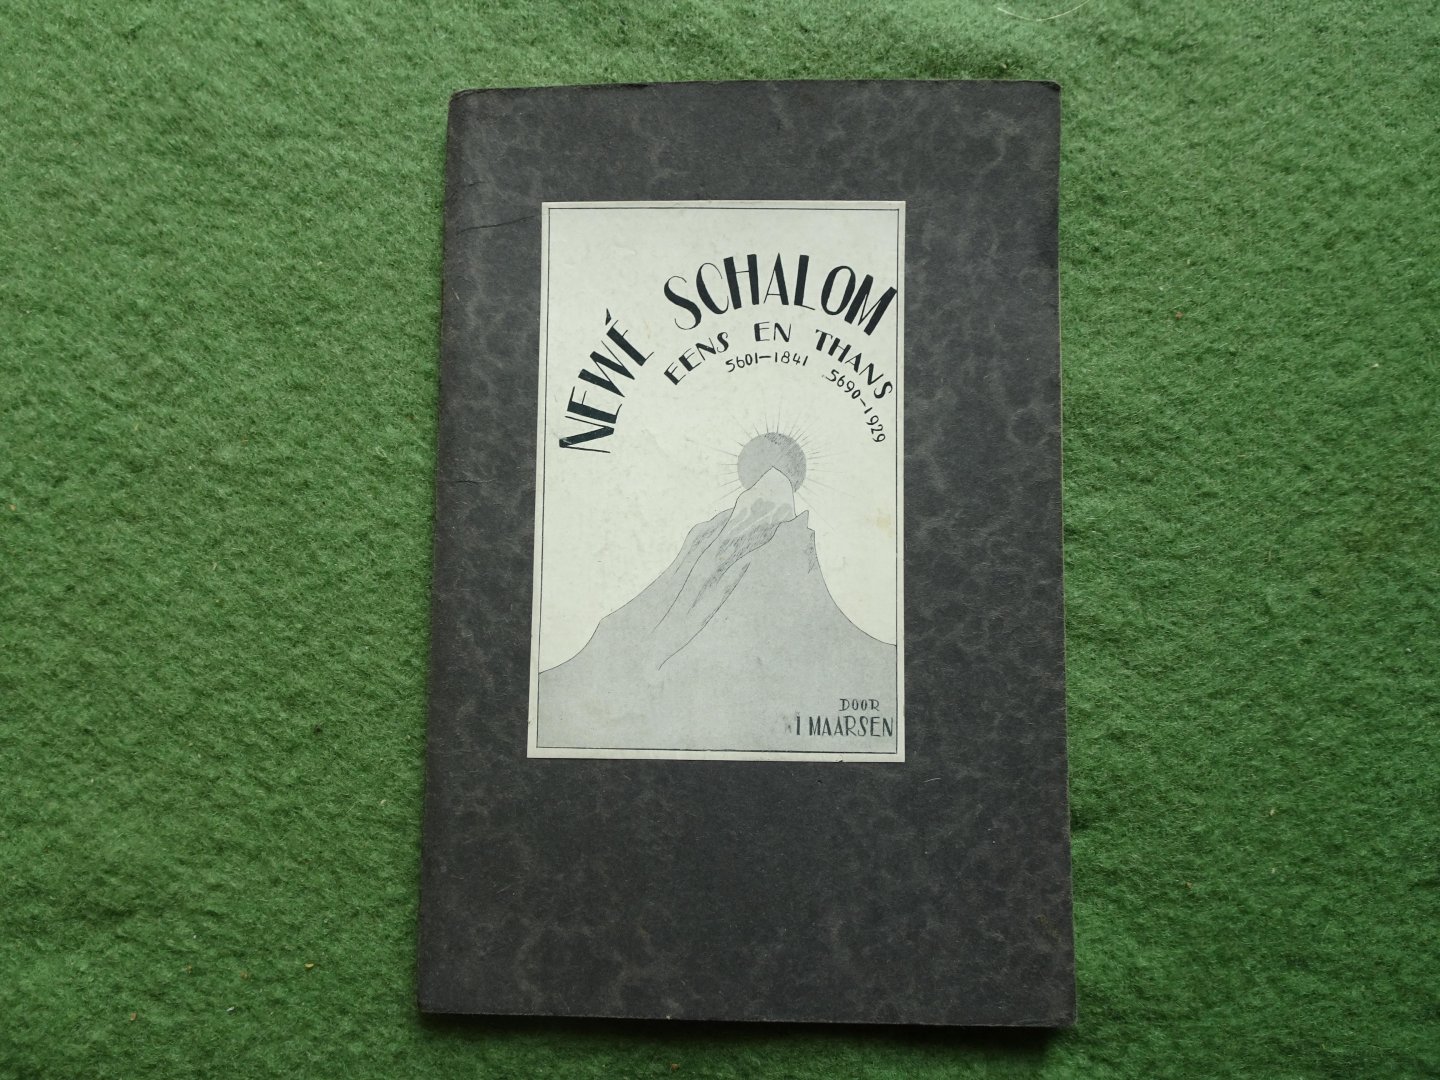 NEWÉ SCHALOM
EENS EN THANS
5601-1841 5690-1929
DOOR
I MAARSEN